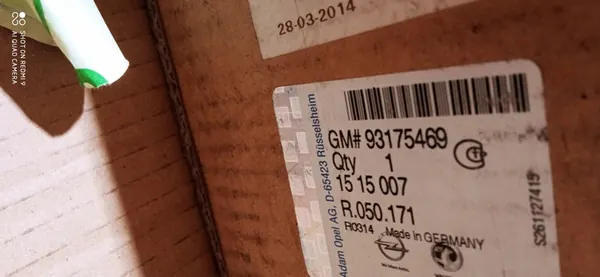 SHOT ON REDMI 9
AI QUAD CAMERA
28-03-2014
GM# 93175469
Qty 1
15 15 007
R.050.171
R0314 Made in GERMANY
Adam Opel AG, D-65423 Rüsselsheim
S261127419